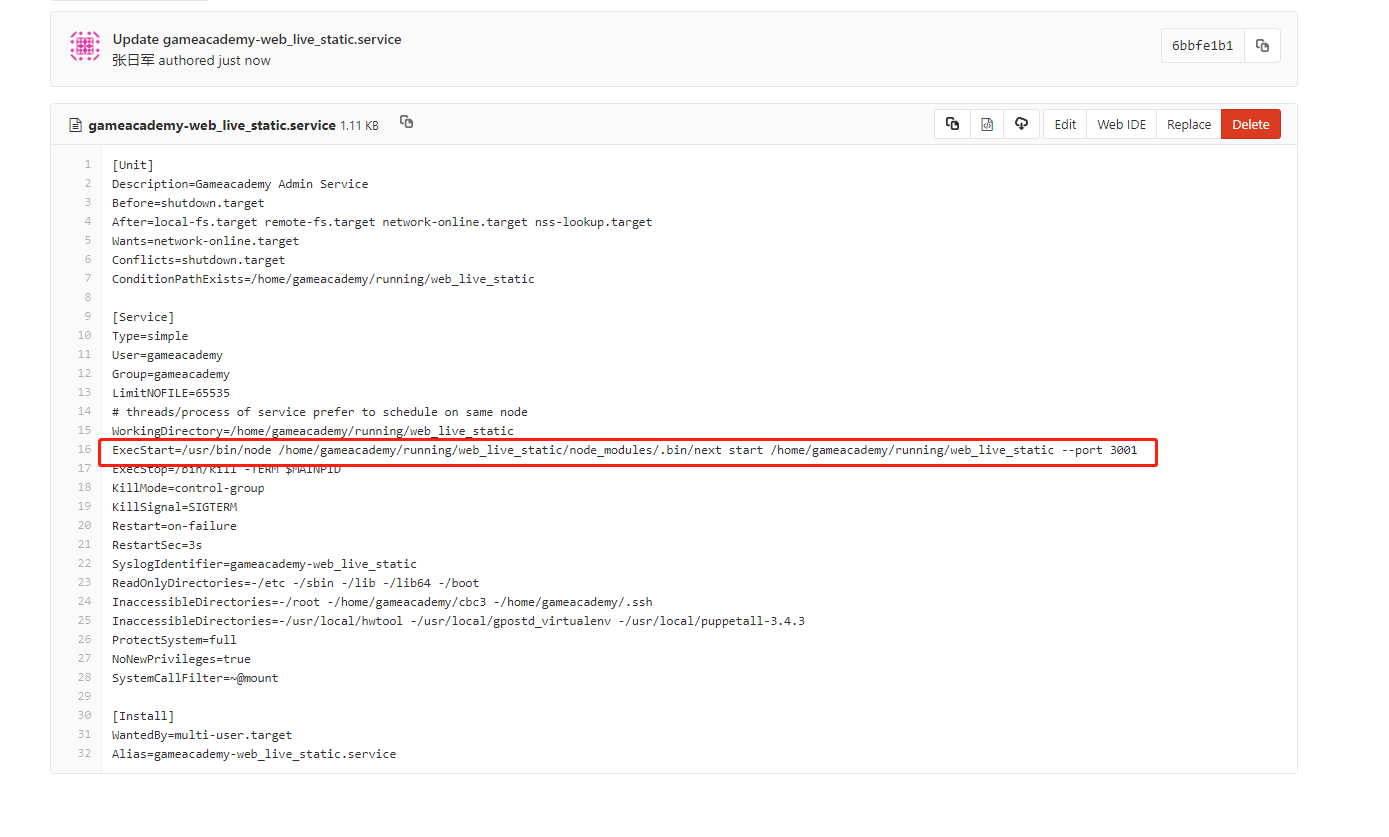 Update gameacademy-web_live_static.service
张日军 authored just now
6bbfe1b1
gameacademy-web_live_static.service 1.11 KB
Edit Web IDE Replace Delete
1 [Unit]
2 Description=Gameacademy Admin Service
3 Before=shutdown.target
4 After=local-fs.target remote-fs.target network-online.target nss-lookup.target
5 Wants=network-online.target
6 Conflicts=shutdown.target
7 ConditionPathExists=/home/gameacademy/running/web_live_static
8
9 [Service]
10 Type=simple
11 User=gameacademy
12 Group=gameacademy
13 LimitNOFILE=65535
14 # threads/process of service prefer to schedule on same node
15 WorkingDirectory=/home/gameacademy/running/web_live_static
16 ExecStart=/usr/bin/node /home/gameacademy/running/web_live_static/node_modules/.bin/next start /home/gameacademy/running/web_live_static --port 3001
17 ExecStop=/bin/kill -TERM $MAINPID
18 KillMode=control-group
19 KillSignal=SIGTERM
20 Restart=on-failure
21 RestartSec=3s
22 SyslogIdentifier=gameacademy-web_live_static
23 ReadOnlyDirectories=-/etc -/sbin -/lib -/lib64 -/boot
24 InaccessibleDirectories=-/root -/home/gameacademy/cbc3 -/home/gameacademy/.ssh
25 InaccessibleDirectories=-/usr/local/hwtool -/usr/local/gpostd_virtualenv -/usr/local/puppetall-3.4.3
26 ProtectSystem=full
27 NoNewPrivileges=true
28 SystemCallFilter=~@mount
29
30 [Install]
31 WantedBy=multi-user.target
32 Alias=gameacademy-web_live_static.service